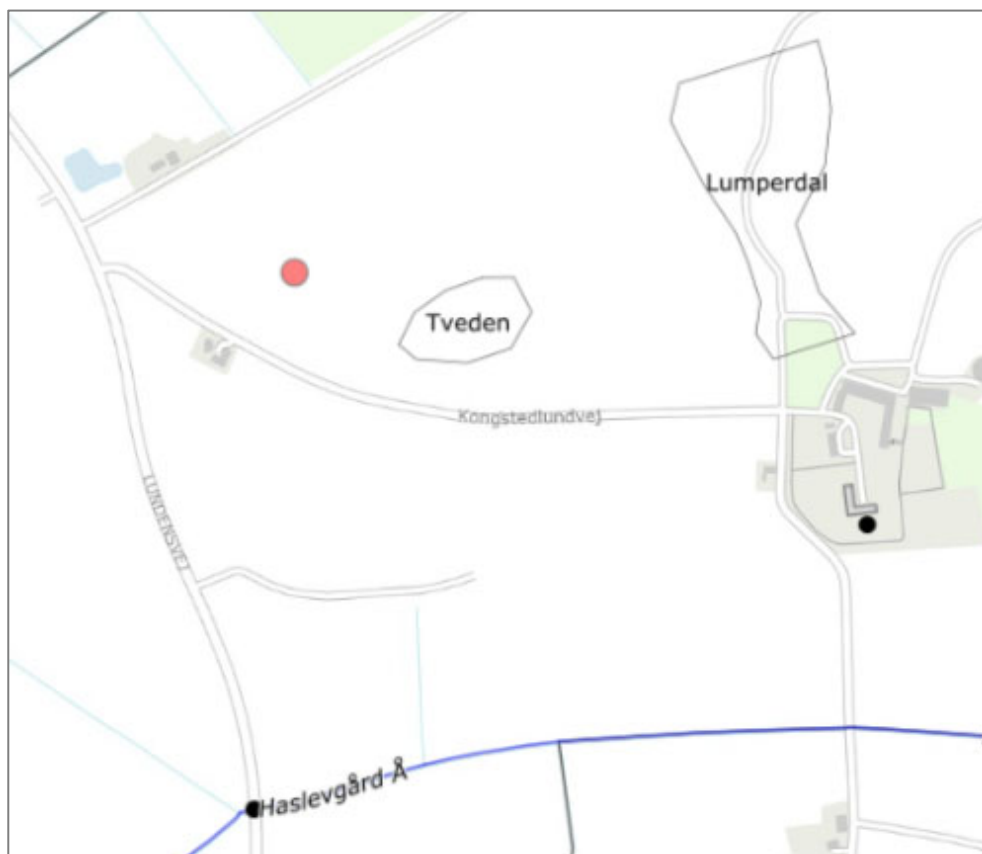 Lumperdal
Tveden
Kongstedlundvej
LUNDENSVEJ
Haslevgård Å